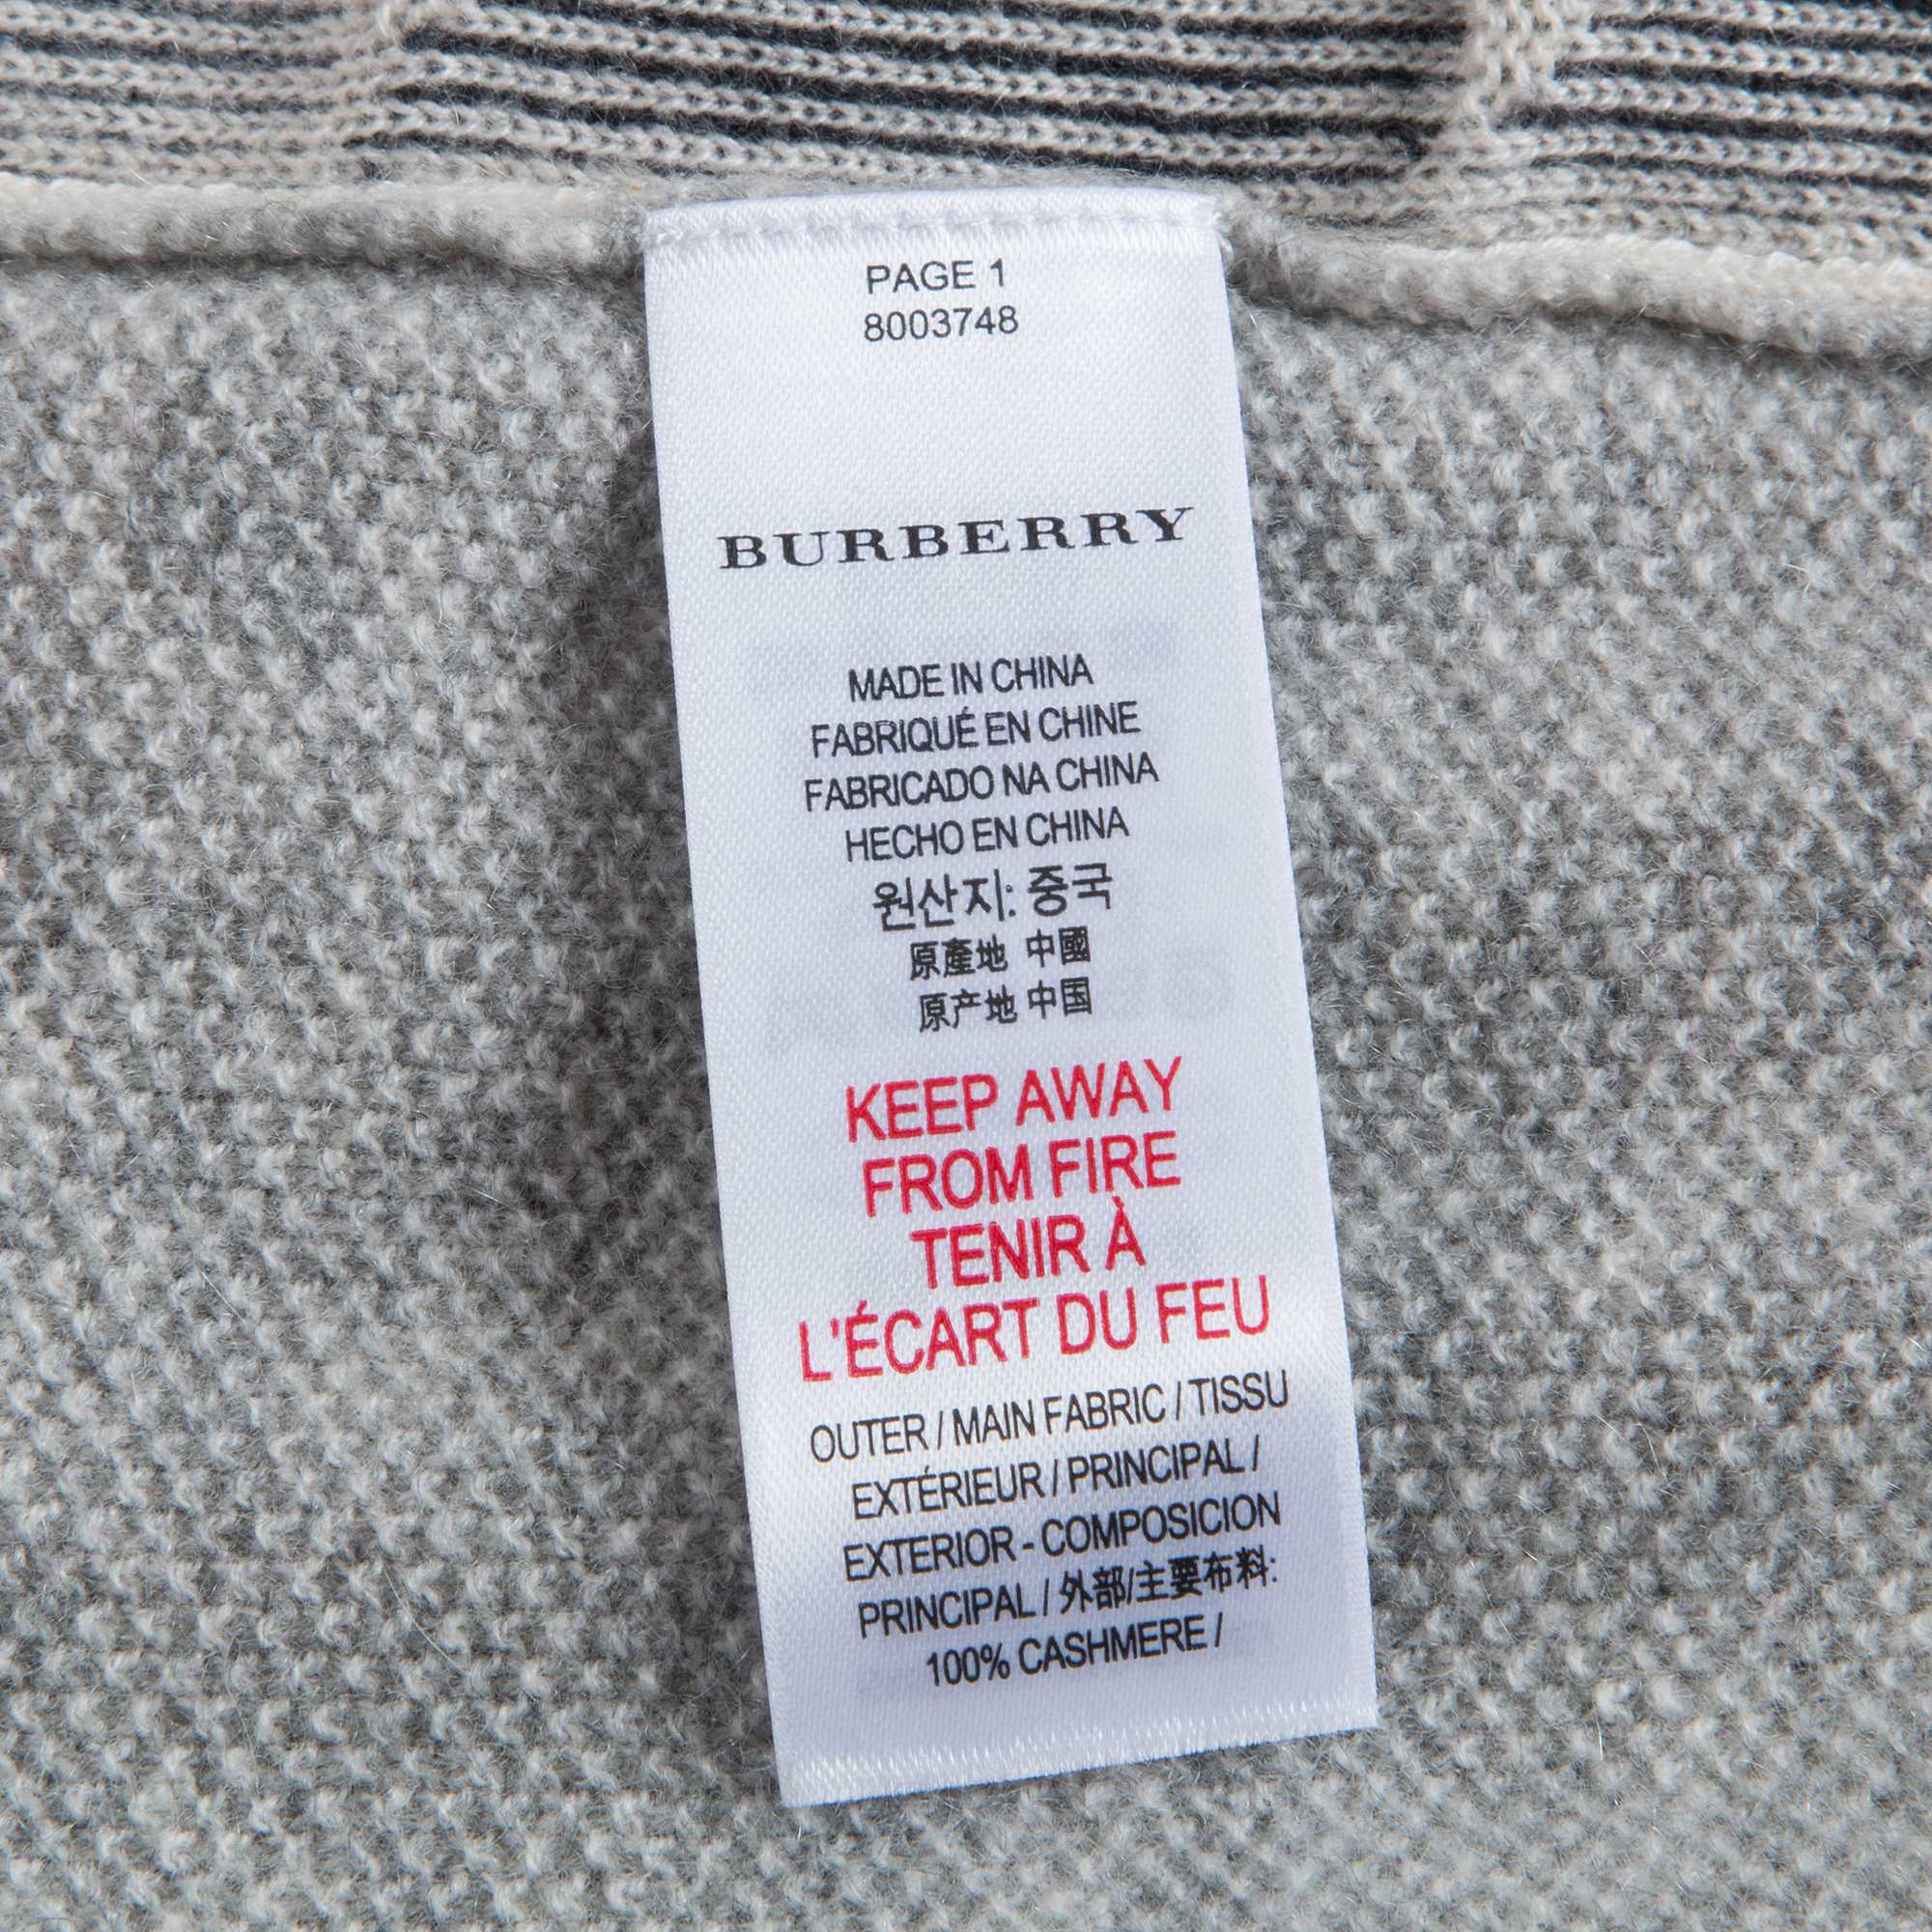 PAGE 1
8003748
BURBERRY
MADE IN CHINA
FABRIQUÉ EN CHINE
FABRICADO NA CHINA
HECHO EN CHINA
원산지: 중국
原產地 中國
原产地 中国
KEEP AWAY
FROM FIRE
TENIR À
L'ÉCART DU FEU
OUTER / MAIN FABRIC / TISSU
EXTÉRIEUR / PRINCIPAL /
EXTERIOR - COMPOSICION
PRINCIPAL / 外部/主要布料:
100% CASHMERE /